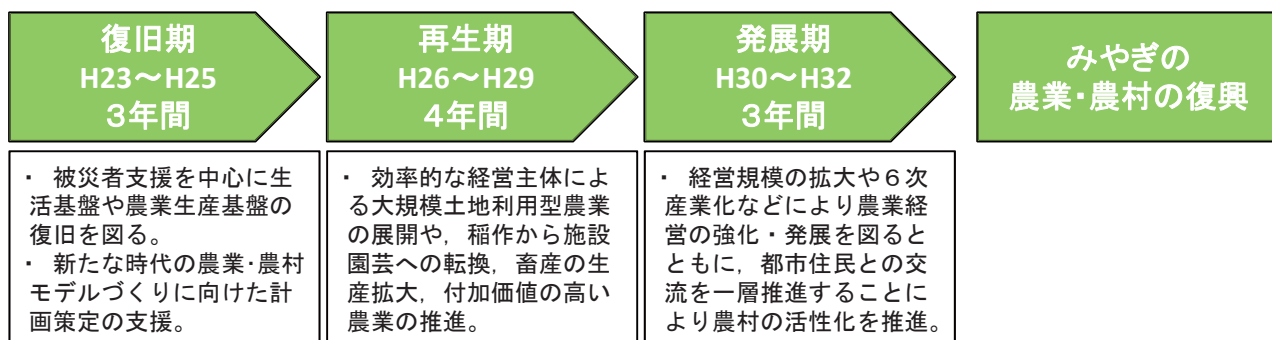 復旧期
H23～H25
３年間
再生期
H26～H29
４年間
発展期
H30～H32
３年間
みやぎの
農業・農村の復興
・ 被災者支援を中心に生
活基盤や農業生産基盤の
復旧を図る。
・ 新たな時代の農業・農村
モデルづくりに向けた計
画策定の支援。
・ 効率的な経営主体によ
る大規模土地利用型農業
の展開や，稲作から施設
園芸への転換，畜産の生
産拡大，付加価値の高い
農業の推進。
・ 経営規模の拡大や６次
産業化などにより農業経
営の強化・発展を図ると
ともに，都市住民との交
流を一層推進することに
より農村の活性化を推進。